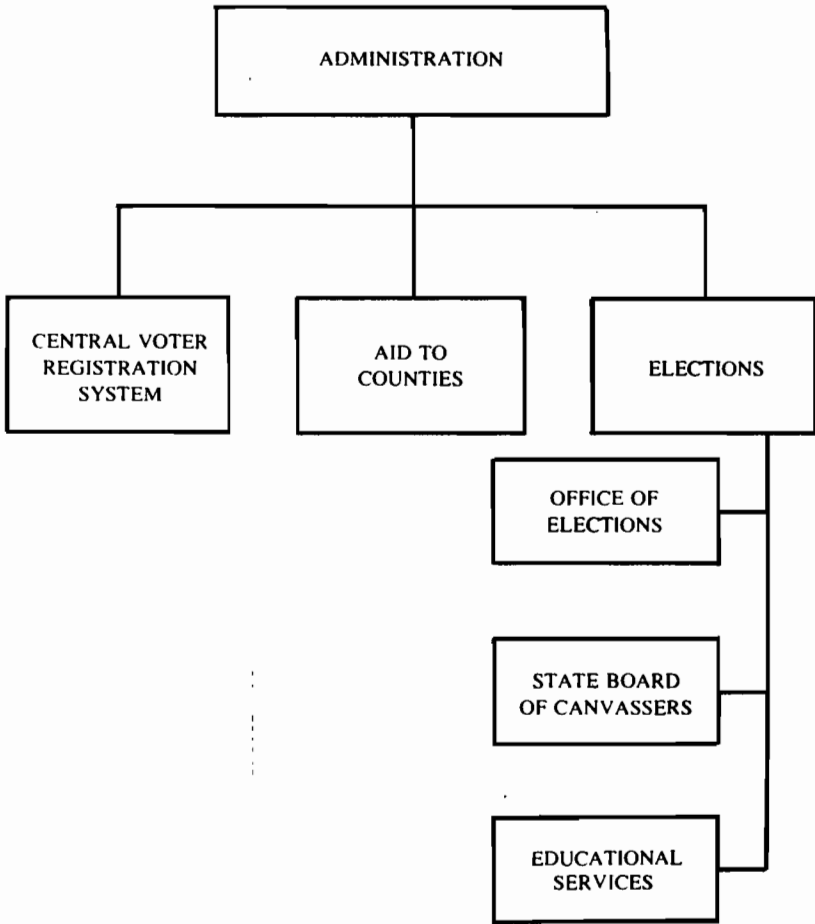 ADMINISTRATION
CENTRAL VOTER
REGISTRATION
SYSTEM
AID TO
COUNTIES
ELECTIONS
OFFICE OF
ELECTIONS
STATE BOARD
OF CANVASSERS
EDUCATIONAL
SERVICES